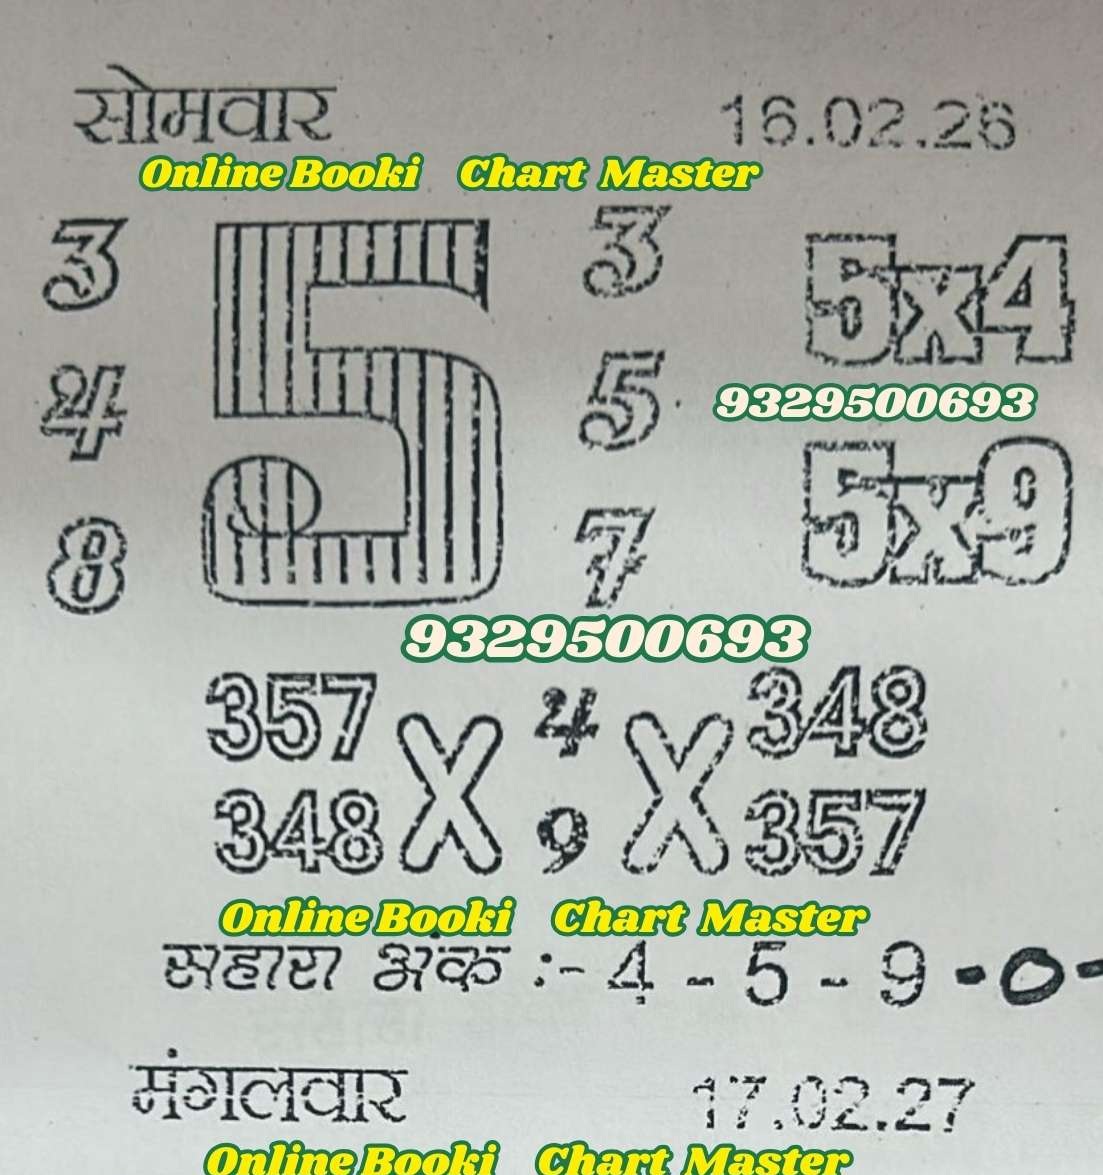 सोमवार 16.02.26
Online Booki Chart Master
3 5 3 5x4
4 5 9329500693
8 7 5x9
9329500693
357 X 4 X 348
348 9 357
Online Booki Chart Master
सहारा अंक :- 4 - 5 - 9 - 0 -
मंगलवार 17.02.27
Online Booki Chart Master